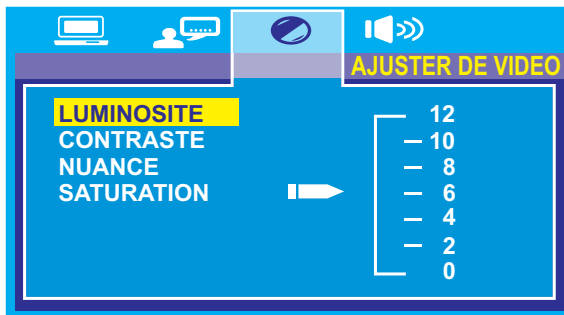 AJUSTER DE VIDEO
LUMINOSITE
CONTRASTE
NUANCE
SATURATION
12
10
8
6
4
2
0